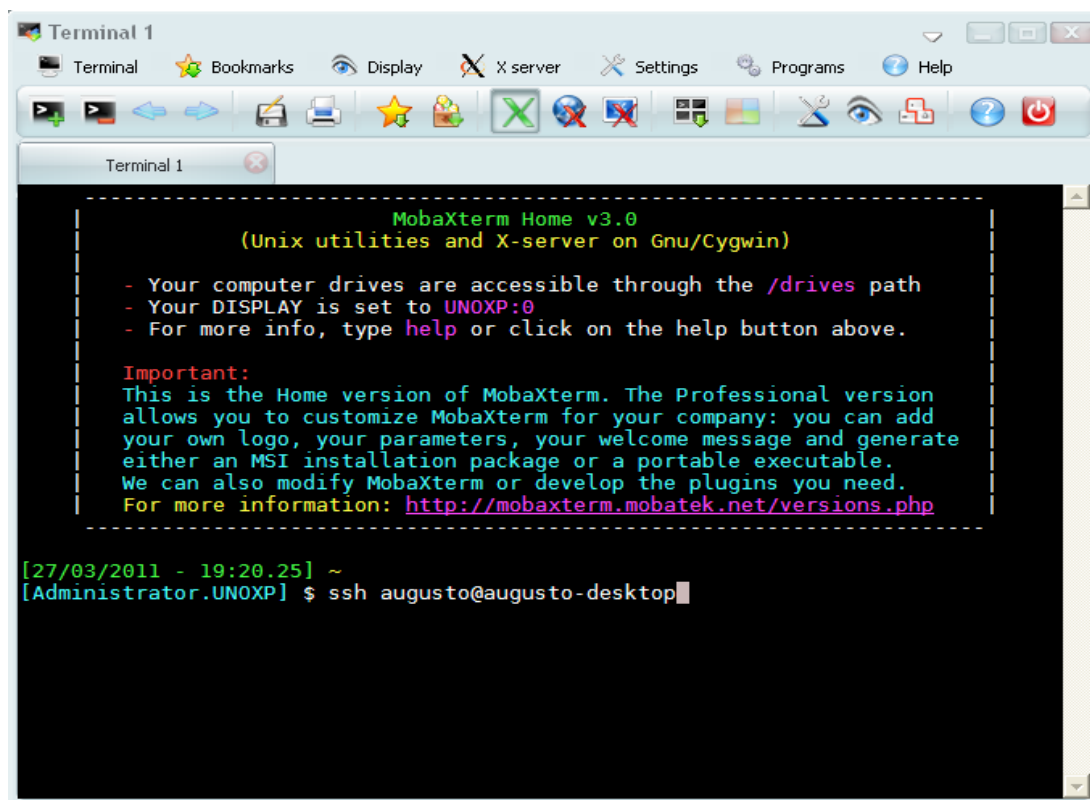 Terminal 1
Terminal Bookmarks Display X server Settings Programs Help
Terminal 1
MobaXterm Home v3.0
(Unix utilities and X-server on Gnu/Cygwin)
- Your computer drives are accessible through the /drives path
- Your DISPLAY is set to UNOXP:0
- For more info, type help or click on the help button above.
Important:
This is the Home version of MobaXterm. The Professional version
allows you to customize MobaXterm for your company: you can add
your own logo, your parameters, your welcome message and generate
either an MSI installation package or a portable executable.
We can also modify MobaXterm or develop the plugins you need.
For more information: http://mobaxterm.mobatek.net/versions.php
[27/03/2011 - 19:20.25] ~
[Administrator.UNOXP] $ ssh augusto@augusto-desktop